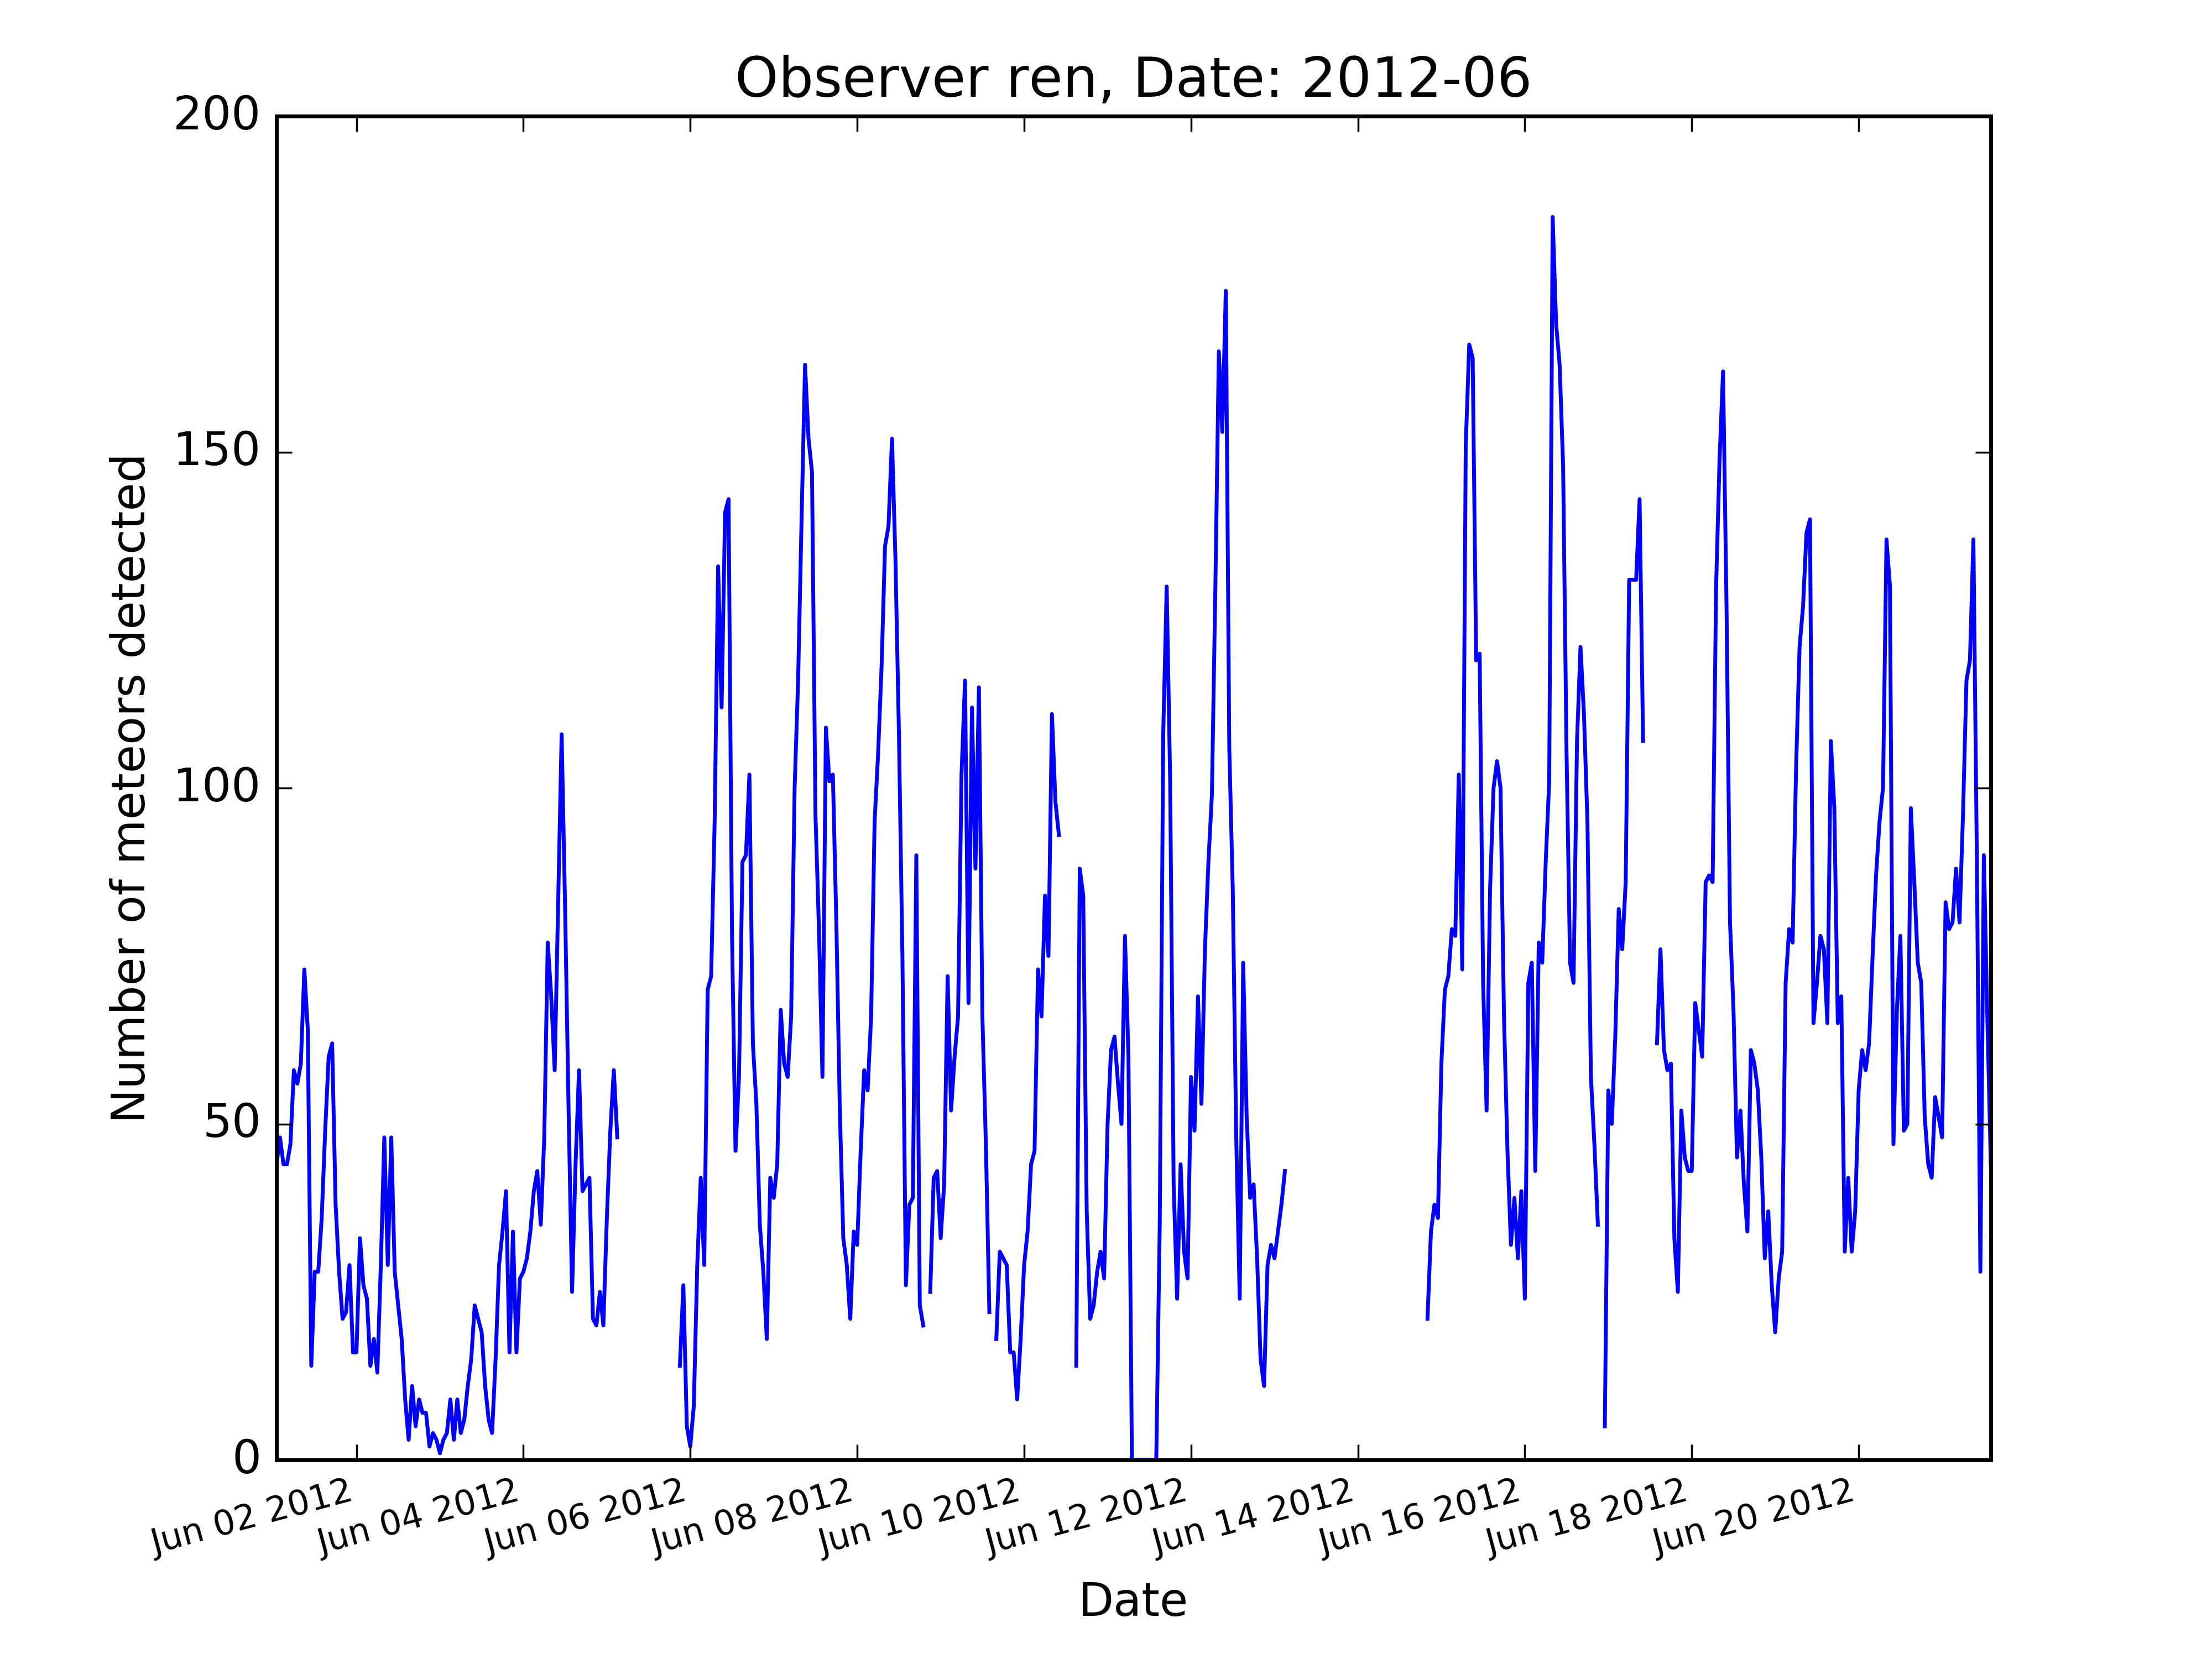 Observer ren, Date: 2012-06
200
150
100
50
0
Number of meteors detected
Jun 02 2012
Jun 04 2012
Jun 06 2012
Jun 08 2012
Jun 10 2012
Jun 12 2012
Jun 14 2012
Jun 16 2012
Jun 18 2012
Jun 20 2012
Date